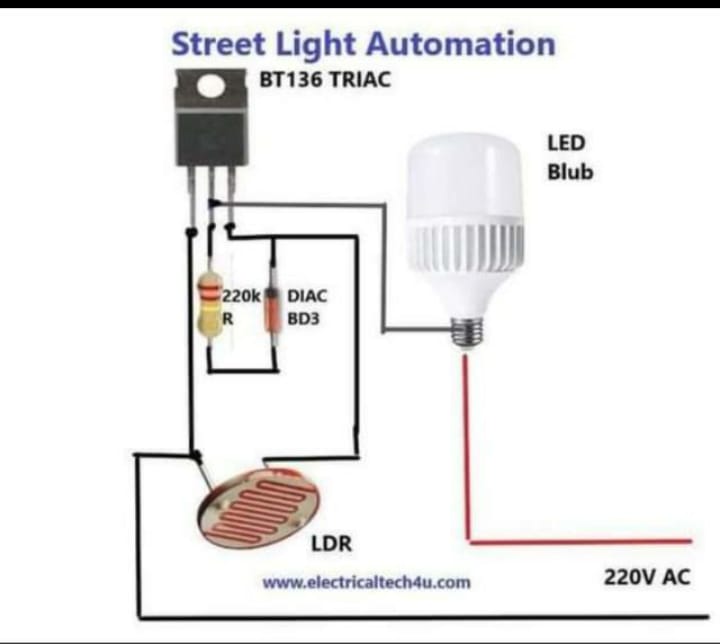 Street Light Automation
BT136 TRIAC
LED
Blub
220k
R
DIAC
BD3
LDR
www.electricaltech4u.com
220V AC